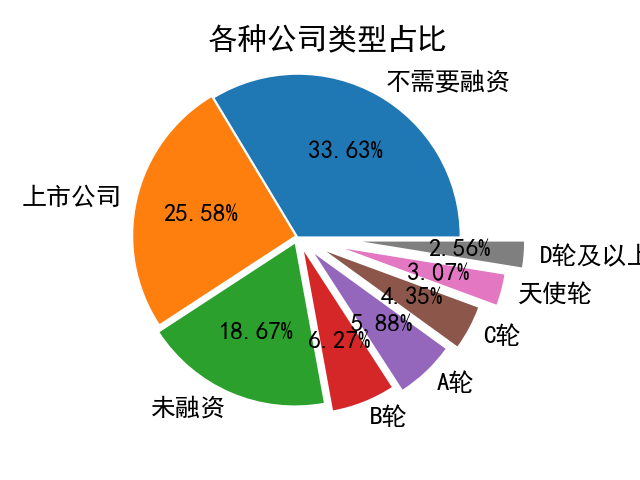 各种公司类型占比
不需要融资
33.63%
上市公司
25.58%
未融资
18.67%
B轮
6.27%
A轮
5.88%
C轮
4.35%
天使轮
3.07%
D轮及以上
2.56%